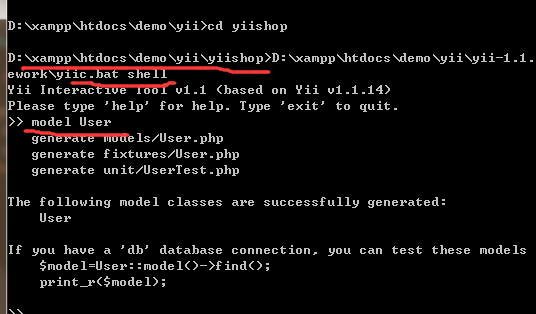 D:\xampp\htdocs\demo\yii>cd yiishop
D:\xampp\htdocs\demo\yii\yiishop>D:\xampp\htdocs\demo\yii\yii-1.1.
ework\yiic.bat shell
Yii Interactive Tool v1.1 (based on Yii v1.1.14)
Please type 'help' for help. Type 'exit' to quit.
>> model User
generate models/User.php
generate fixtures/User.php
generate unit/UserTest.php
The following model classes are successfully generated:
User
If you have a 'db' database connection, you can test these models
$model=User::model()->find();
print_r($model);
>>